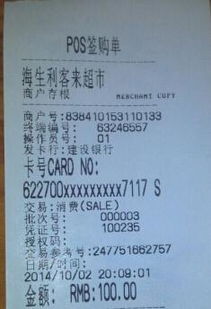 POS签购单
海生利客来超市
商户存根 MERCHANT COPY
商户号:838410153110133
终端编号: 63246557
操作员号: 01
发卡行:建设银行
卡号CARD NO:
622700xxxxxxxxx7117 S
交易:消费(SALE)
批次号: 000003
凭证号: 100235
授权码:
交易参考号:247751662757
日期/时间:
2014/10/02 20:09:01
金额: RMB:100.00